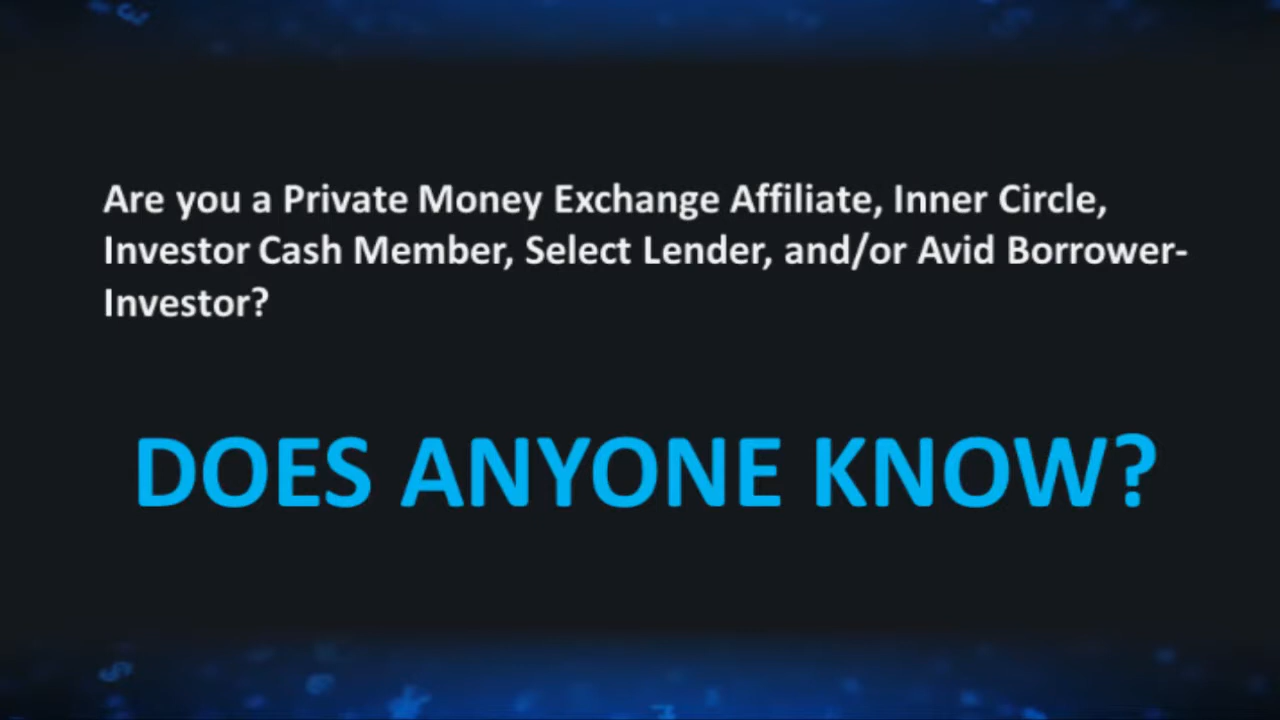 Are you a Private Money Exchange Affiliate, Inner Circle,
Investor Cash Member, Select Lender, and/or Avid Borrower-
Investor?
DOES ANYONE KNOW?